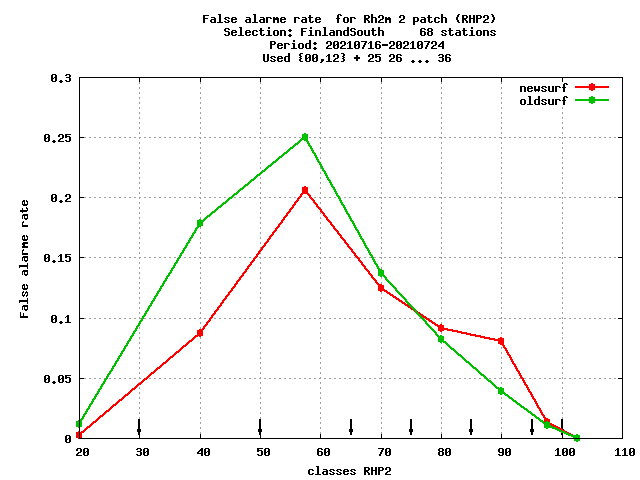 False alarme rate  for Rh2m 2 patch (RHP2)
Selection: FinlandSouth     68 stations
Period: 20210716-20210724
Used {00,12} + 25 26 ... 36
newsurf
oldsurf
0.3
0.25
0.2
0.15
0.1
0.05
0
False alarme rate
20 30 40 50 60 70 80 90 100 110
classes RHP2